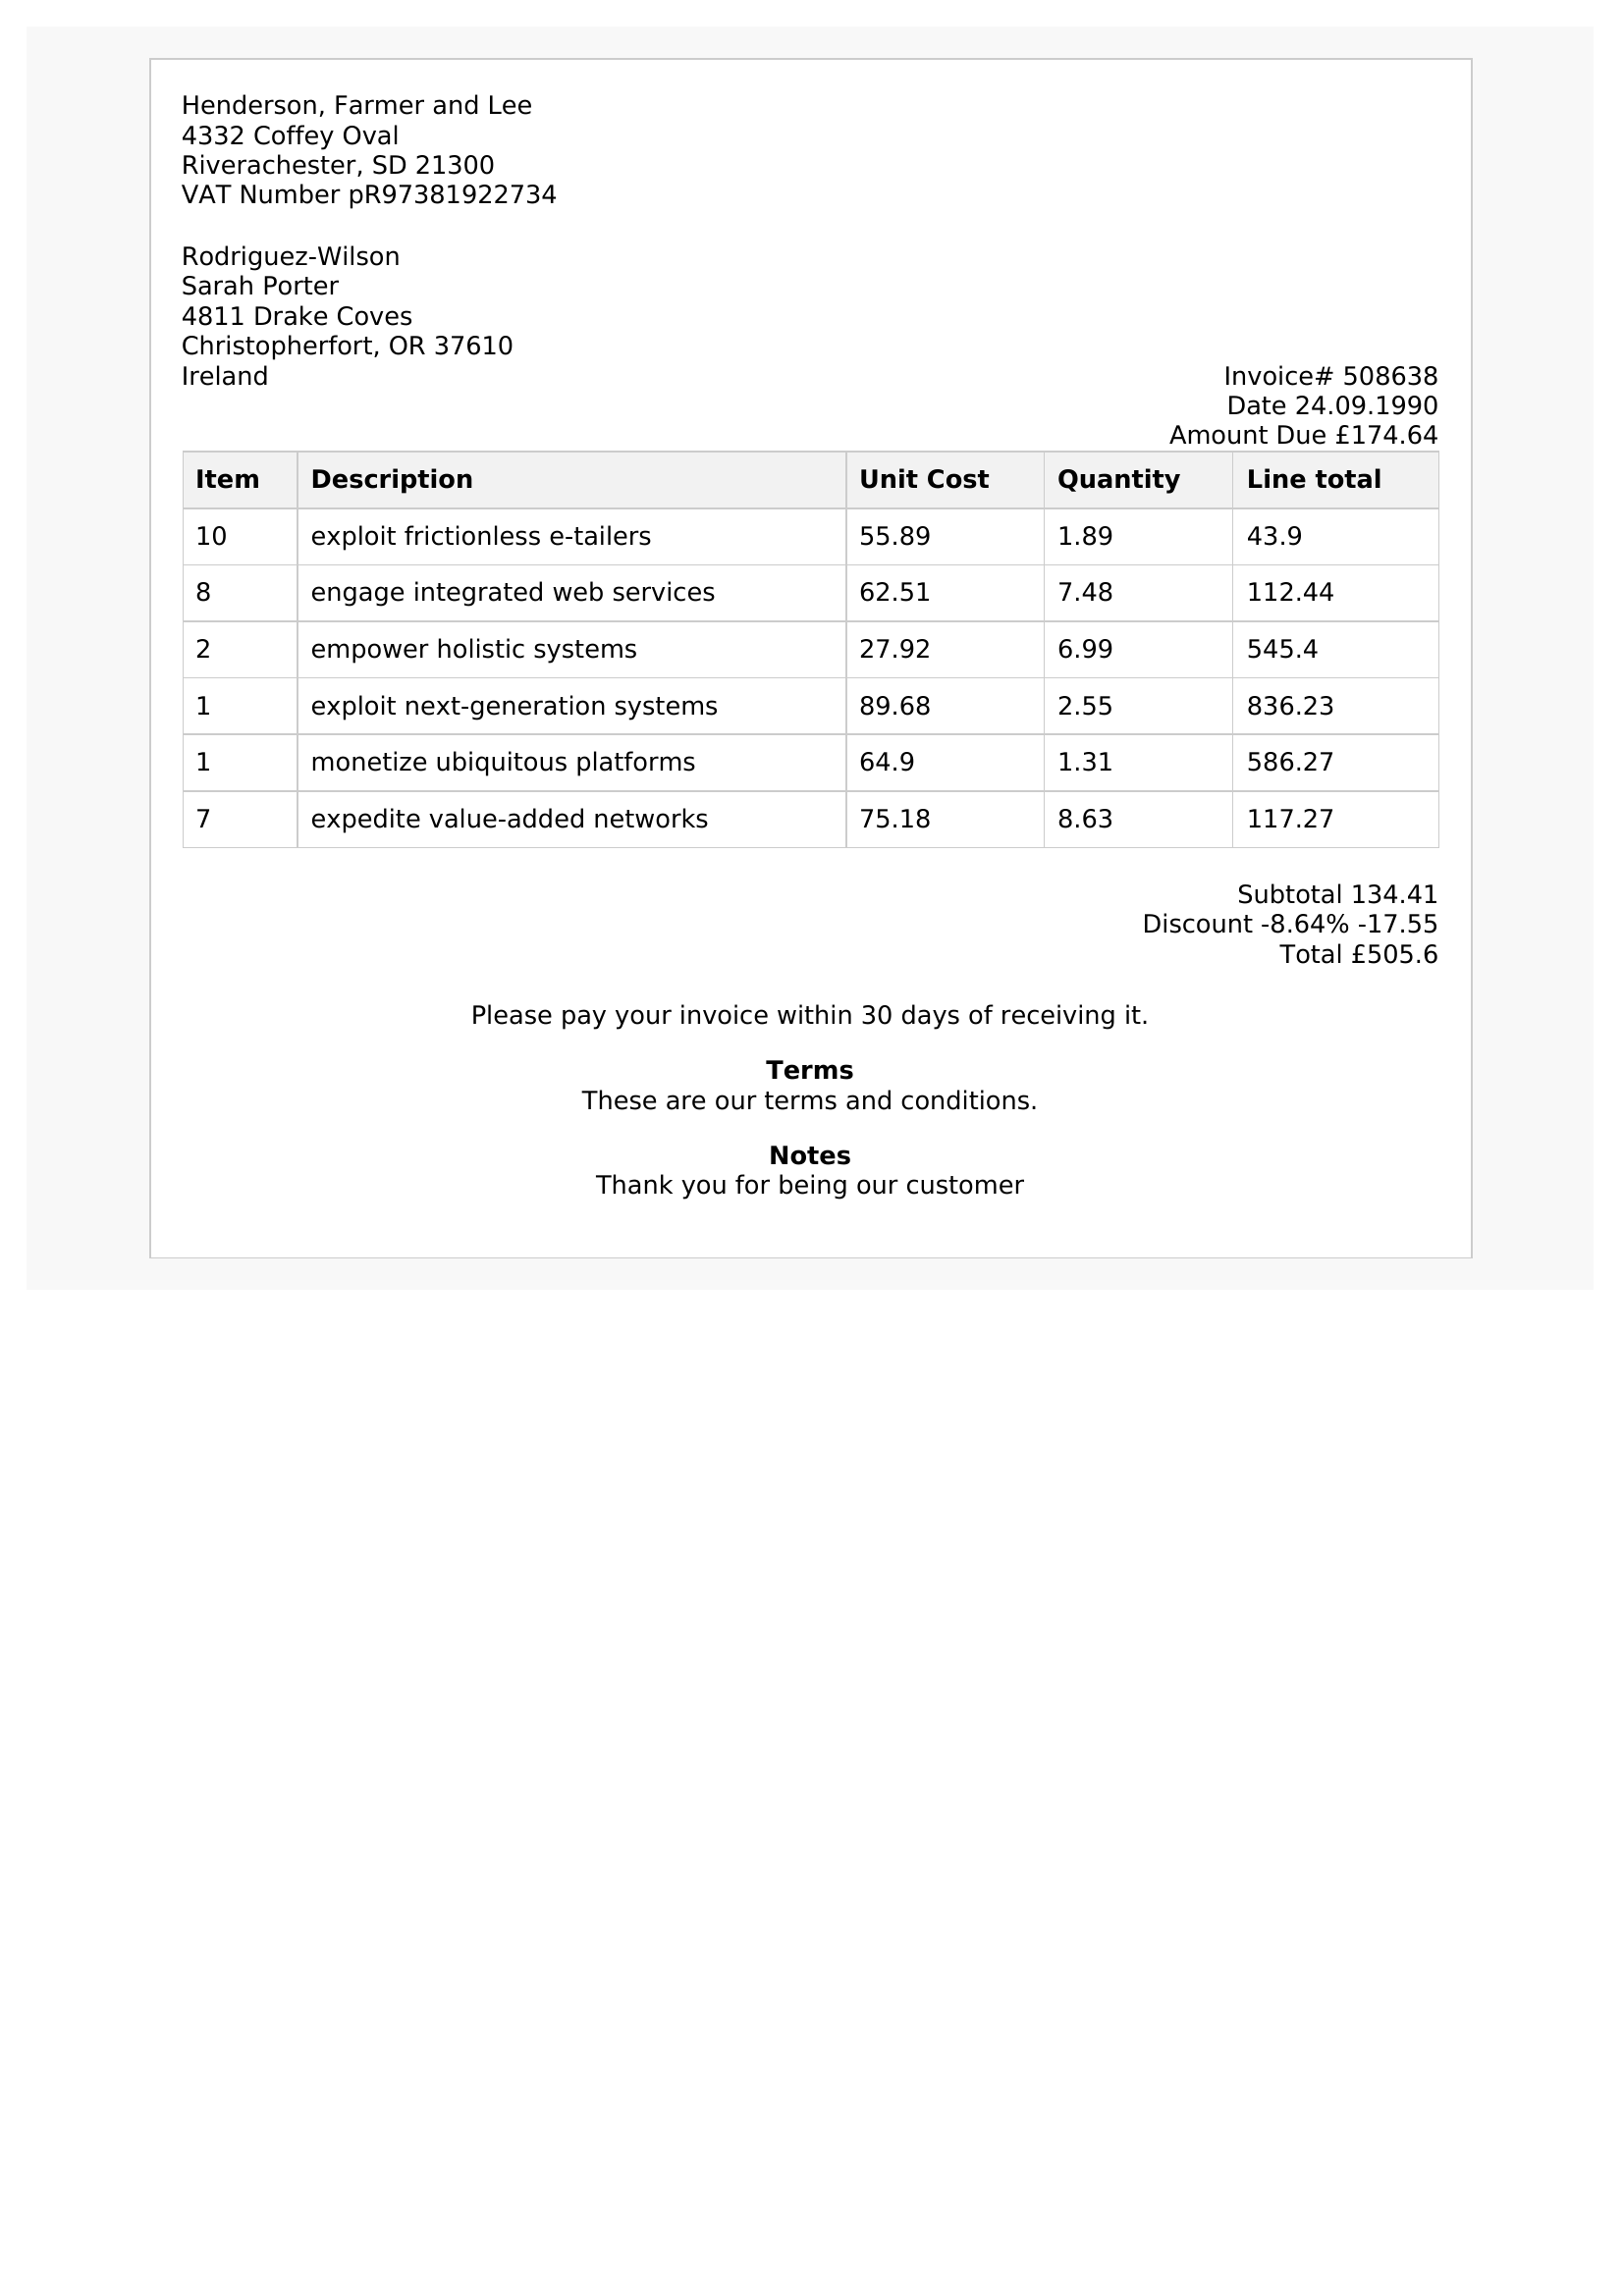 Henderson, Farmer and Lee
4332 Coffey Oval
Riverachester, SD 21300
VAT Number pR97381922734
Rodriguez-Wilson
Sarah Porter
4811 Drake Coves
Christopherfort, OR 37610
Ireland
Invoice# 508638
Date 24.09.1990
Amount Due £174.64
Item Description Unit Cost Quantity Line total
10 exploit frictionless e-tailers 55.89 1.89 43.9
8 engage integrated web services 62.51 7.48 112.44
2 empower holistic systems 27.92 6.99 545.4
1 exploit next-generation systems 89.68 2.55 836.23
1 monetize ubiquitous platforms 64.9 1.31 586.27
7 expedite value-added networks 75.18 8.63 117.27
Subtotal 134.41
Discount -8.64% -17.55
Total £505.6
Please pay your invoice within 30 days of receiving it.
Terms
These are our terms and conditions.
Notes
Thank you for being our customer